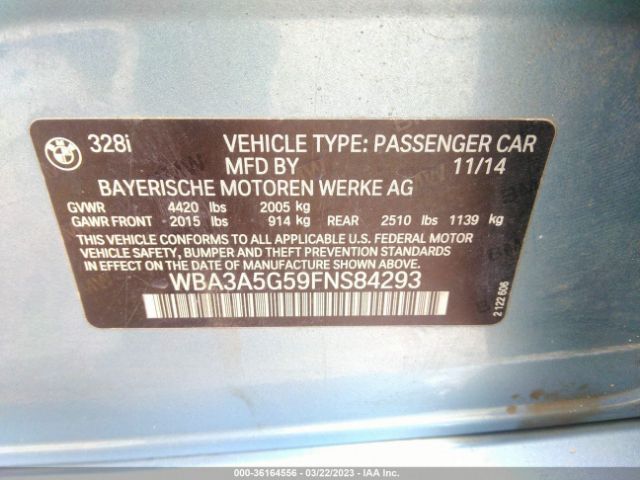 BMW 328i VEHICLE TYPE: PASSENGER CAR
MFD BY 11/14
BAYERISCHE MOTOREN WERKE AG
GVWR 4420 lbs 2005 kg
GAWR FRONT 2015 lbs 914 kg REAR 2510 lbs 1139 kg
THIS VEHICLE CONFORMS TO ALL APPLICABLE U.S. FEDERAL MOTOR
VEHICLE SAFETY, BUMPER, AND THEFT PREVENTION STANDARDS
IN EFFECT ON THE DATE OF MANUFACTURE SHOWN ABOVE.
WBA3A5G59FNS84293
2 122 606
000-36164556 - 03/22/2023 - IAA Inc.